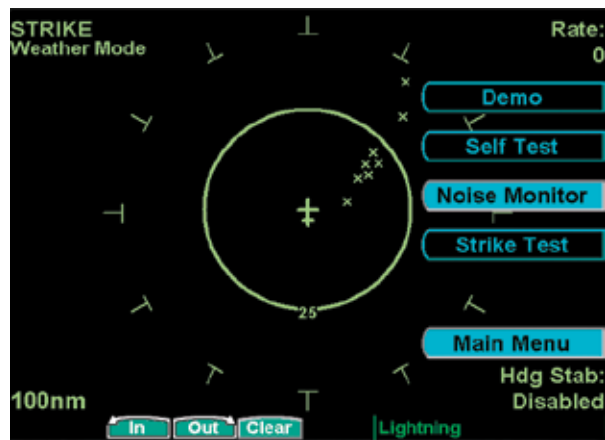 STRIKE
Weather Mode
Rate:
0
Demo
Self Test
Noise Monitor
Strike Test
25
Main Menu
Hdg Stab:
Disabled
100nm
In Out Clear
Lightning